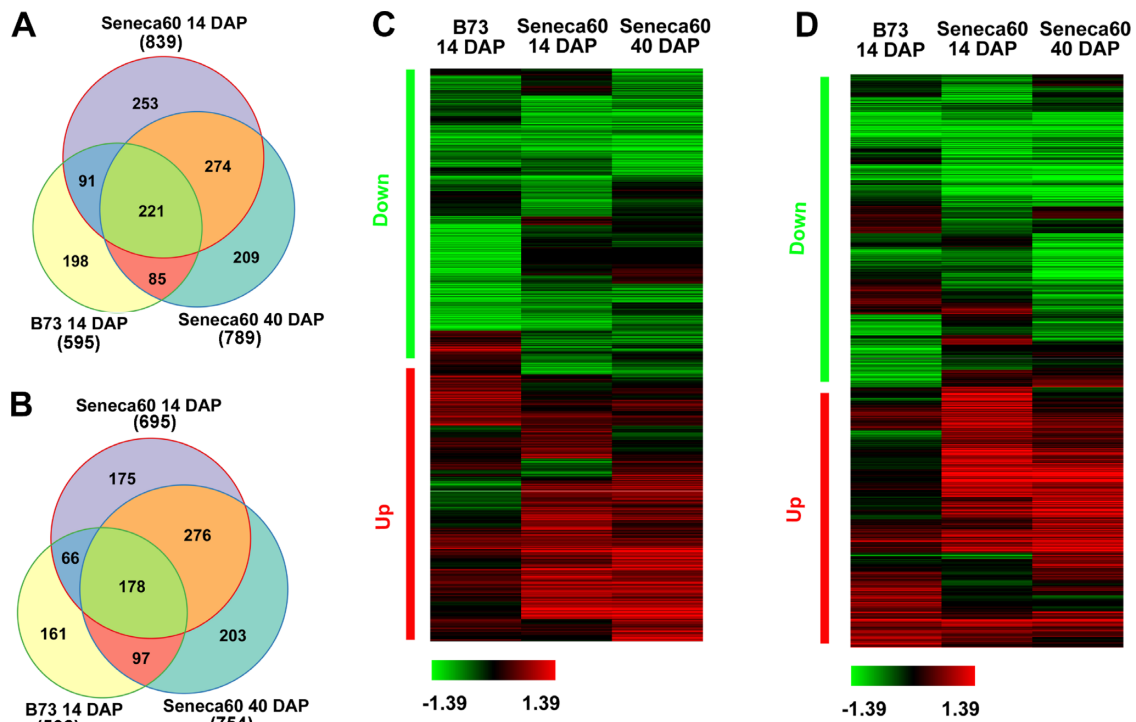 A
Seneca60 14 DAP
(839)
253
91
274
221
198
85
209
B73 14 DAP
(595)
Seneca60 40 DAP
(789)
B
Seneca60 14 DAP
(695)
175
66
276
178
161
97
203
B73 14 DAP
Seneca60 40 DAP
(754)
C
B73
14 DAP
Seneca60
14 DAP
Seneca60
40 DAP
Down
Up
-1.39
1.39
D
B73
14 DAP
Seneca60
14 DAP
Seneca60
40 DAP
Down
Up
-1.39
1.39